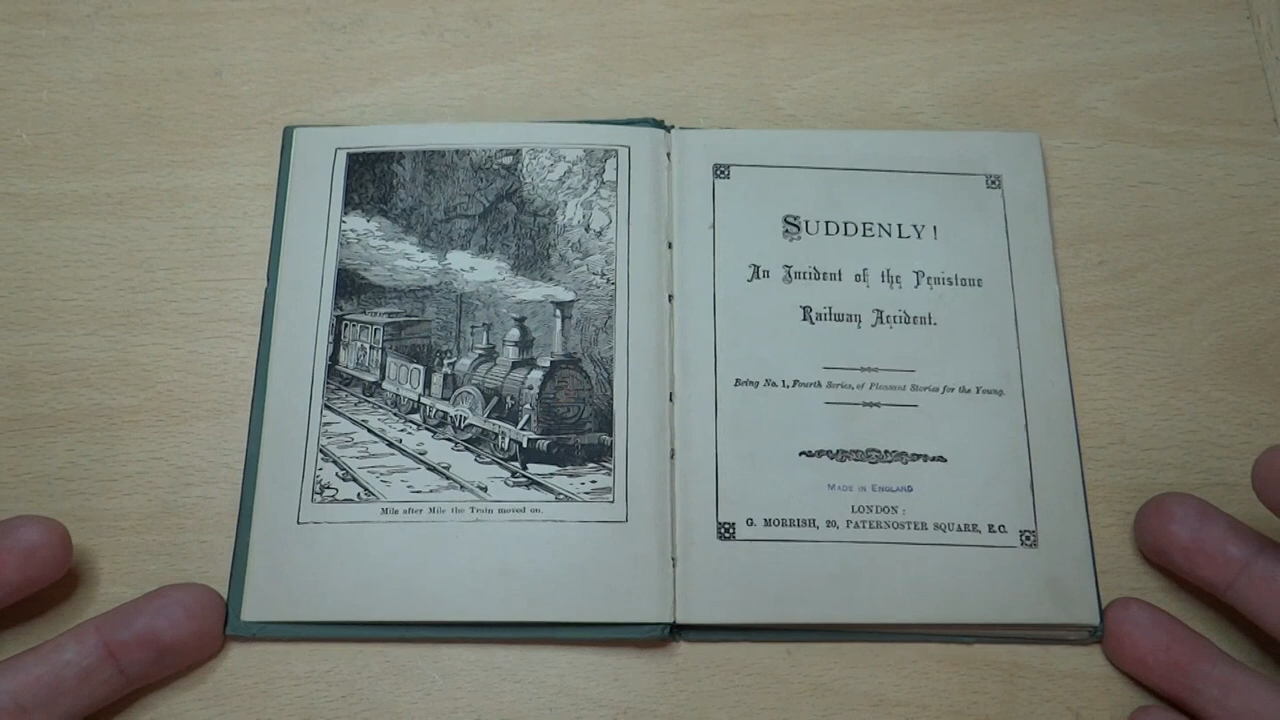 Mile after Mile the Train moved on.
SUDDENLY!
An Incident of the Penistone
Railway Accident.
Being No. 1, Fourth Series, of Pleasant Stories for the Young.
MADE IN ENGLAND
LONDON:
G. MORRISH, 20, PATERNOSTER SQUARE, E.C.